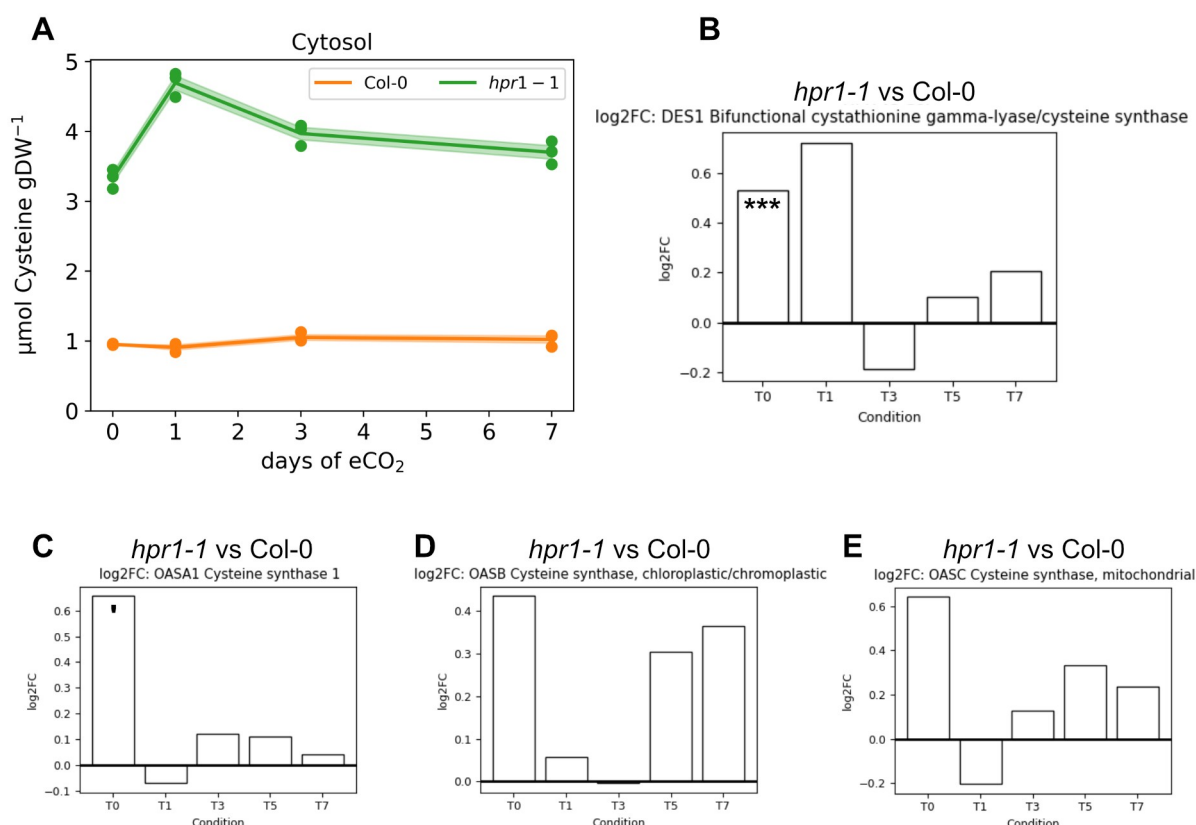 A
Cytosol
Col-0
hpr1−1
5
4
3
2
1
0
μmol Cysteine gDW⁻¹
0 1 2 3 4 5 6 7
days of eCO₂
B
hpr1-1 vs Col-0
log2FC: DES1 Bifunctional cystathionine gamma-lyase/cysteine synthase
0.6
0.4
0.2
0.0
−0.2
log2FC
***
T0 T1 T3 T5 T7
Condition
C
hpr1-1 vs Col-0
log2FC: OASA1 Cysteine synthase 1
0.6
0.5
0.4
0.3
0.2
0.1
0.0
−0.1
log2FC
'
T0 T1 T3 T5 T7
Condition
D
hpr1-1 vs Col-0
log2FC: OASB Cysteine synthase, chloroplastic/chromoplastic
0.4
0.3
0.2
0.1
0.0
log2FC
T0 T1 T3 T5 T7
Condition
E
hpr1-1 vs Col-0
log2FC: OASC Cysteine synthase, mitochondrial
0.6
0.4
0.2
0.0
−0.2
log2FC
T0 T1 T3 T5 T7
Condition